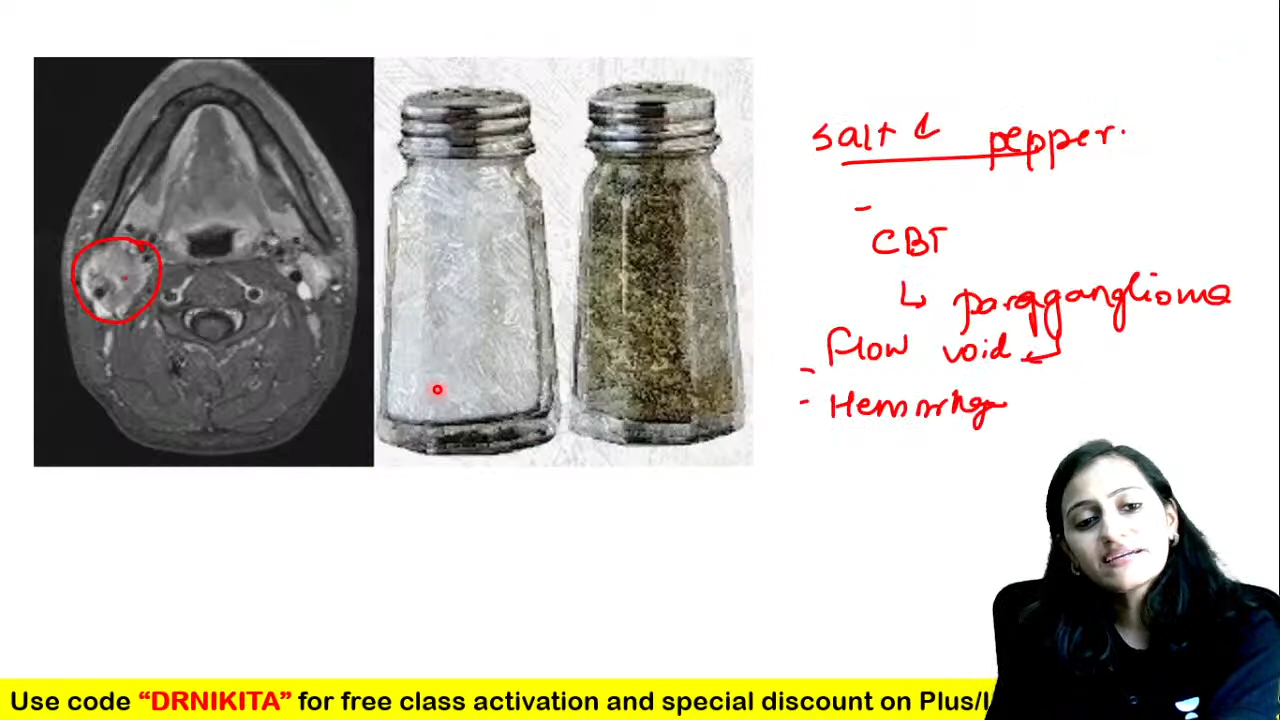 salt & pepper.
- CBT
↳ paraganglioma
- Flow void ↵
- Hemorrhage
Use code “DRNIKITA” for free class activation and special discount on Plus/I